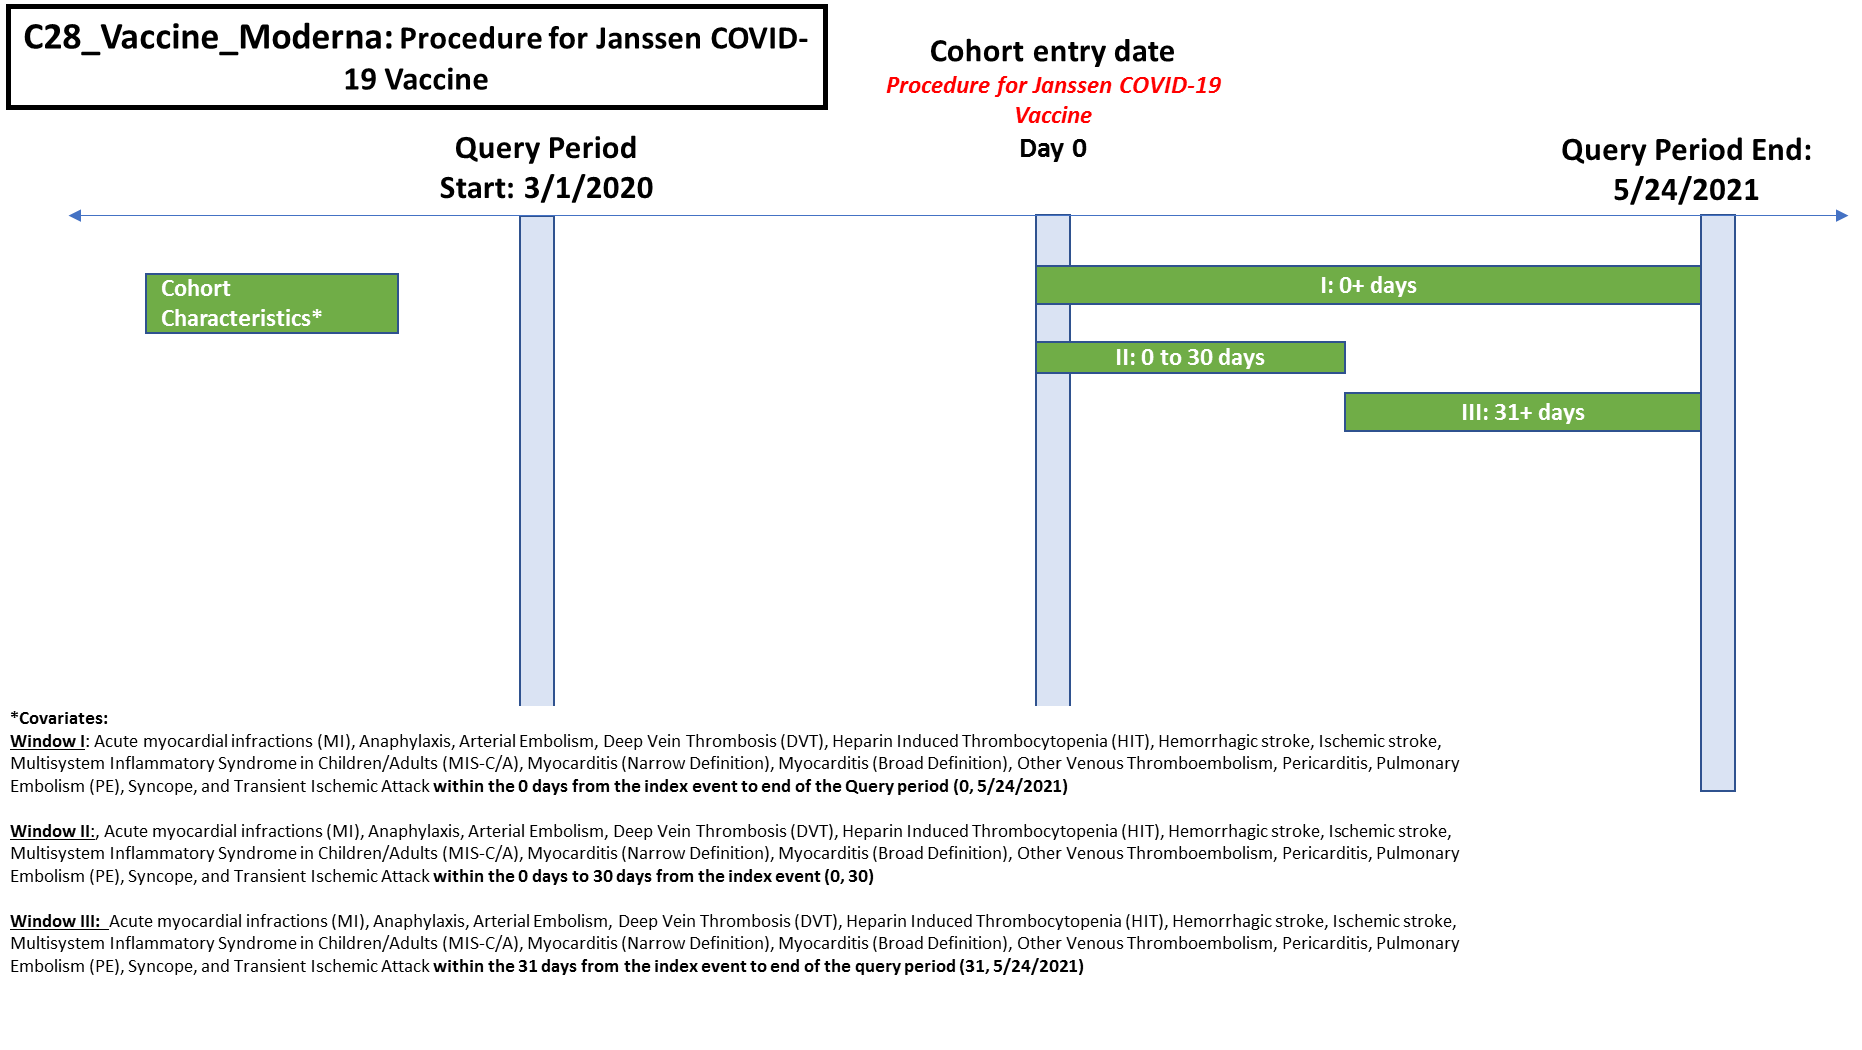 C28_Vaccine_Moderna: Procedure for Janssen COVID-
19 Vaccine
Cohort entry date
Procedure for Janssen COVID-19
Vaccine
Day 0
Query Period
Start: 3/1/2020
Query Period End:
5/24/2021
Cohort
Characteristics*
I: 0+ days
II: 0 to 30 days
III: 31+ days
*Covariates:
Window I: Acute myocardial infractions (MI), Anaphylaxis, Arterial Embolism, Deep Vein Thrombosis (DVT), Heparin Induced Thrombocytopenia (HIT), Hemorrhagic stroke, Ischemic stroke,
Multisystem Inflammatory Syndrome in Children/Adults (MIS-C/A), Myocarditis (Narrow Definition), Myocarditis (Broad Definition), Other Venous Thromboembolism, Pericarditis, Pulmonary
Embolism (PE), Syncope, and Transient Ischemic Attack within the 0 days from the index event to end of the Query period (0, 5/24/2021)
Window II:, Acute myocardial infractions (MI), Anaphylaxis, Arterial Embolism, Deep Vein Thrombosis (DVT), Heparin Induced Thrombocytopenia (HIT), Hemorrhagic stroke, Ischemic stroke,
Multisystem Inflammatory Syndrome in Children/Adults (MIS-C/A), Myocarditis (Narrow Definition), Myocarditis (Broad Definition), Other Venous Thromboembolism, Pericarditis, Pulmonary
Embolism (PE), Syncope, and Transient Ischemic Attack within the 0 days to 30 days from the index event (0, 30)
Window III: Acute myocardial infractions (MI), Anaphylaxis, Arterial Embolism, Deep Vein Thrombosis (DVT), Heparin Induced Thrombocytopenia (HIT), Hemorrhagic stroke, Ischemic stroke,
Multisystem Inflammatory Syndrome in Children/Adults (MIS-C/A), Myocarditis (Narrow Definition), Myocarditis (Broad Definition), Other Venous Thromboembolism, Pericarditis, Pulmonary
Embolism (PE), Syncope, and Transient Ischemic Attack within the 31 days from the index event to end of the query period (31, 5/24/2021)